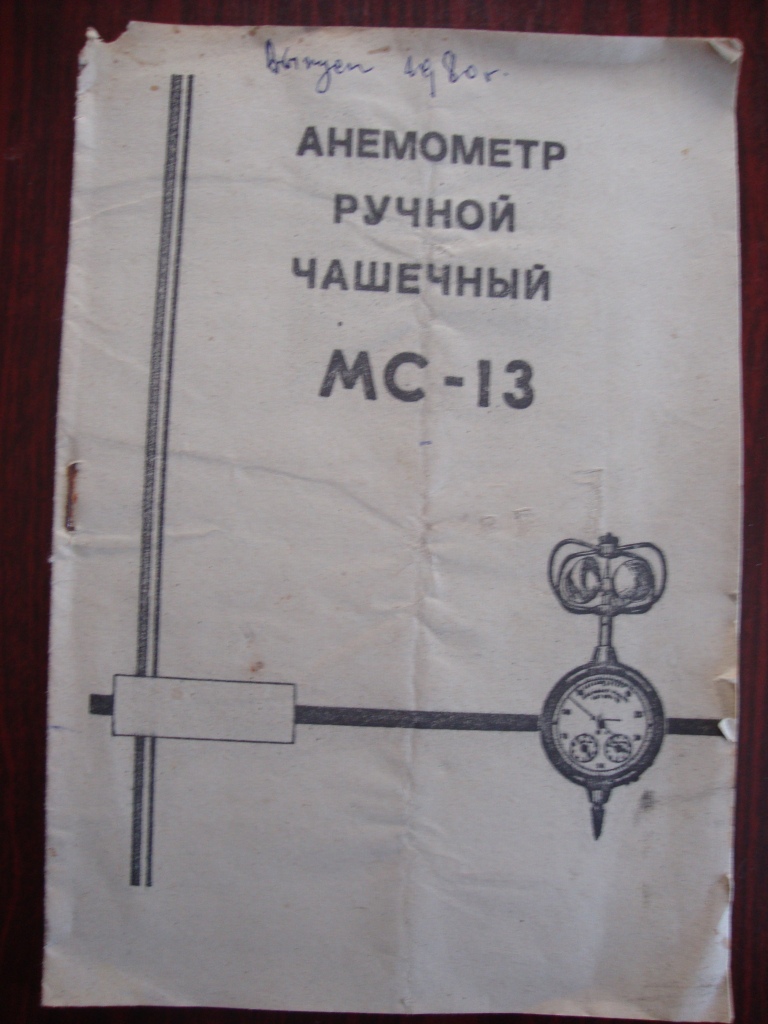 Выпуск 1980г.
АНЕМОМЕТР
РУЧНОЙ
ЧАШЕЧНЫЙ
МС-13